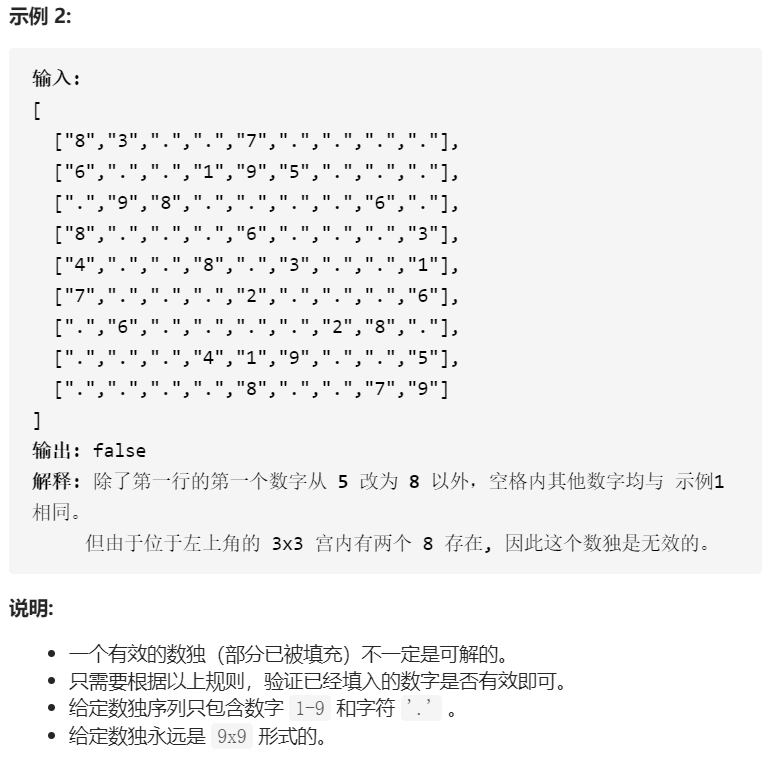 示例 2:
输入:
[
  ["8","3",".",".","7",".",".",".","."],
  ["6",".",".","1","9","5",".",".","."],
  [".","9","8",".",".",".",".","6","."],
  ["8",".",".",".","6",".",".",".","3"],
  ["4",".",".","8",".","3",".",".","1"],
  ["7",".",".",".","2",".",".",".","6"],
  [".","6",".",".",".",".","2","8","."],
  [".",".",".","4","1","9",".",".","5"],
  [".",".",".",".","8",".",".","7","9"]
]
输出: false
解释: 除了第一行的第一个数字从 5 改为 8 以外，空格内其他数字均与 示例1
相同。
但由于位于左上角的 3x3 宫内有两个 8 存在, 因此这个数独是无效的。
说明:
• 一个有效的数独（部分已被填充）不一定是可解的。
• 只需要根据以上规则，验证已经填入的数字是否有效即可。
• 给定数独序列只包含数字 1-9 和字符 '.' 。
• 给定数独永远是 9x9 形式的。